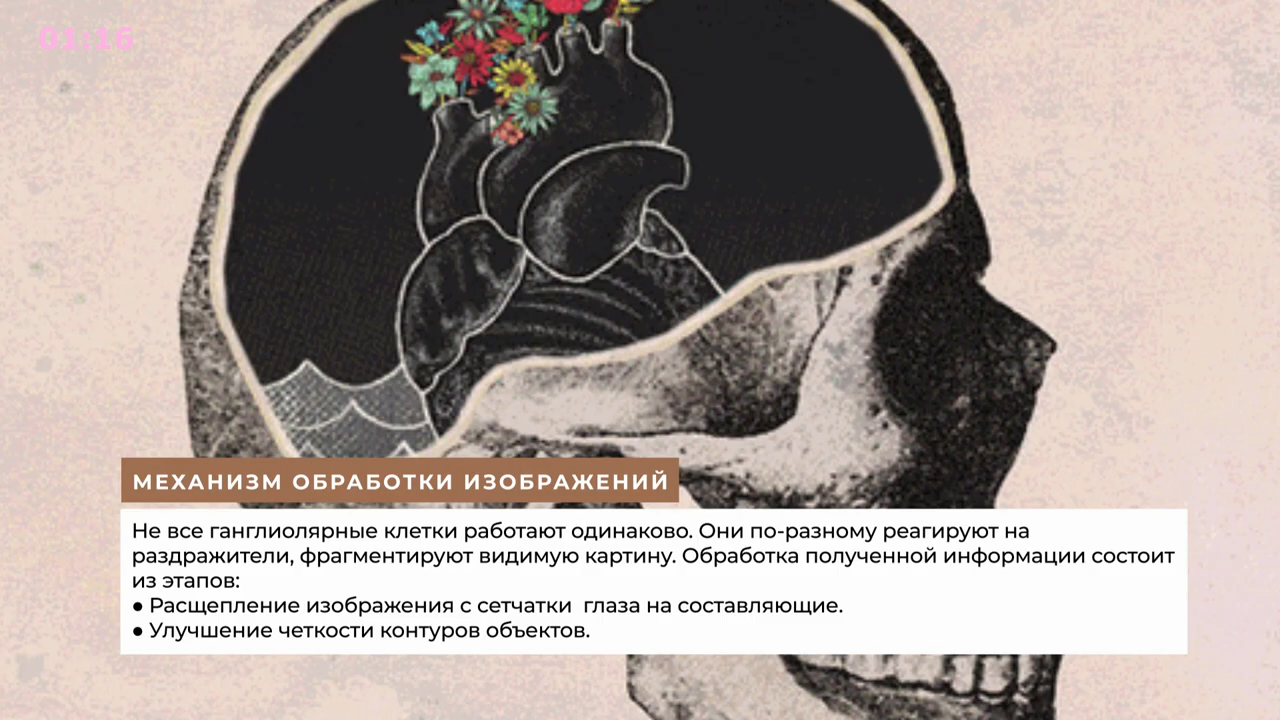 01:16
МЕХАНИЗМ ОБРАБОТКИ ИЗОБРАЖЕНИЙ
Не все ганглиолярные клетки работают одинаково. Они по-разному реагируют на
раздражители, фрагментируют видимую картину. Обработка полученной информации состоит
из этапов:
● Расщепление изображения с сетчатки  глаза на составляющие.
● Улучшение четкости контуров объектов.